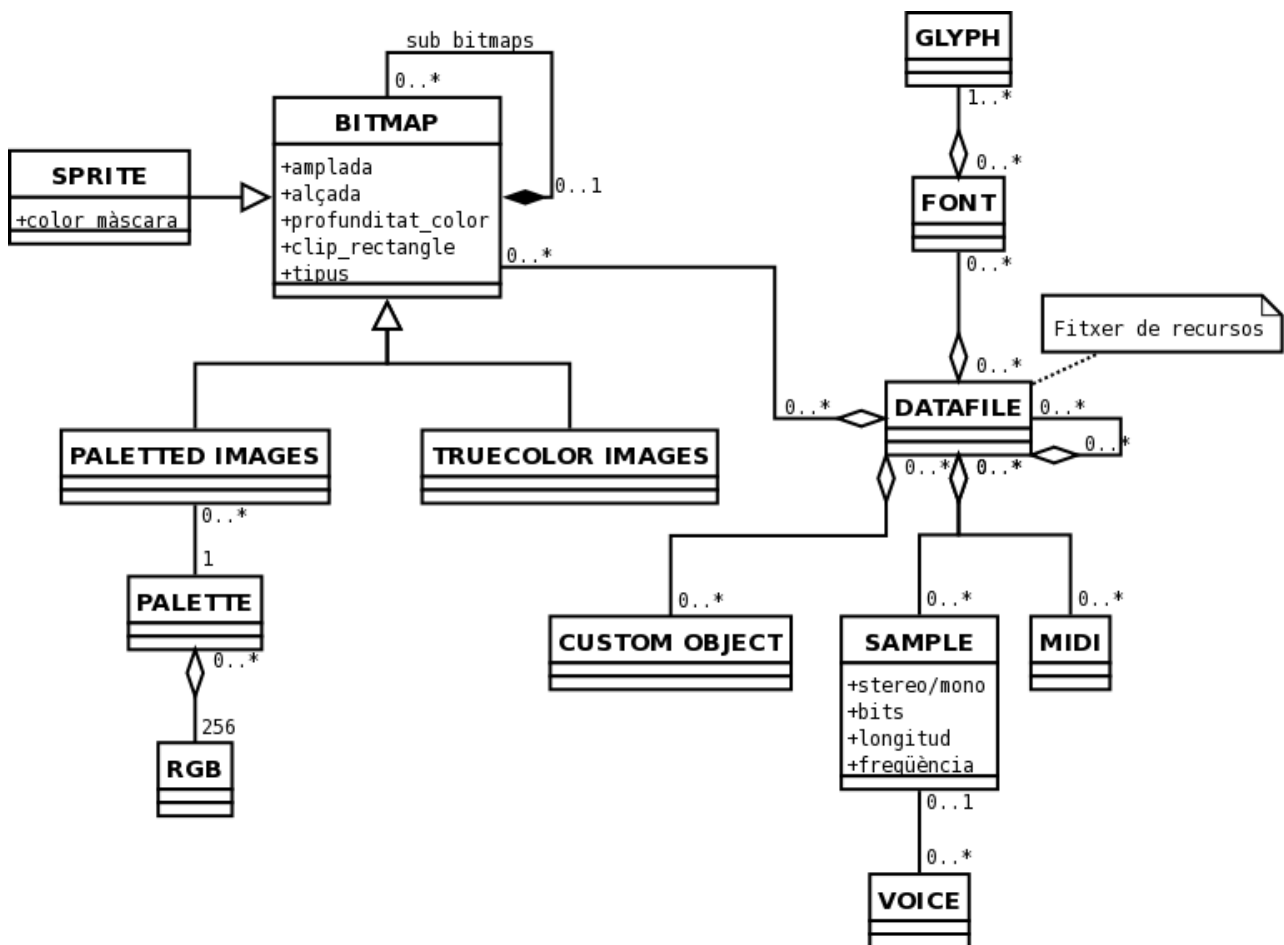 sub bitmaps
0..*
BITMAP
+amplada
+alçada
+profunditat_color
+clip_rectangle
+tipus
0..1
0..*
SPRITE
+color màscara
GLYPH
1..*
0..*
FONT
0..*
Fitxer de recursos
0..*
0..*
DATAFILE
0..*
0..*
0..*
0..*
PALETTED IMAGES
TRUECOLOR IMAGES
0..*
1
PALETTE
0..*
256
RGB
0..*
CUSTOM OBJECT
0..*
SAMPLE
+stereo/mono
+bits
+longitud
+freqüència
0..*
MIDI
0..1
0..*
VOICE